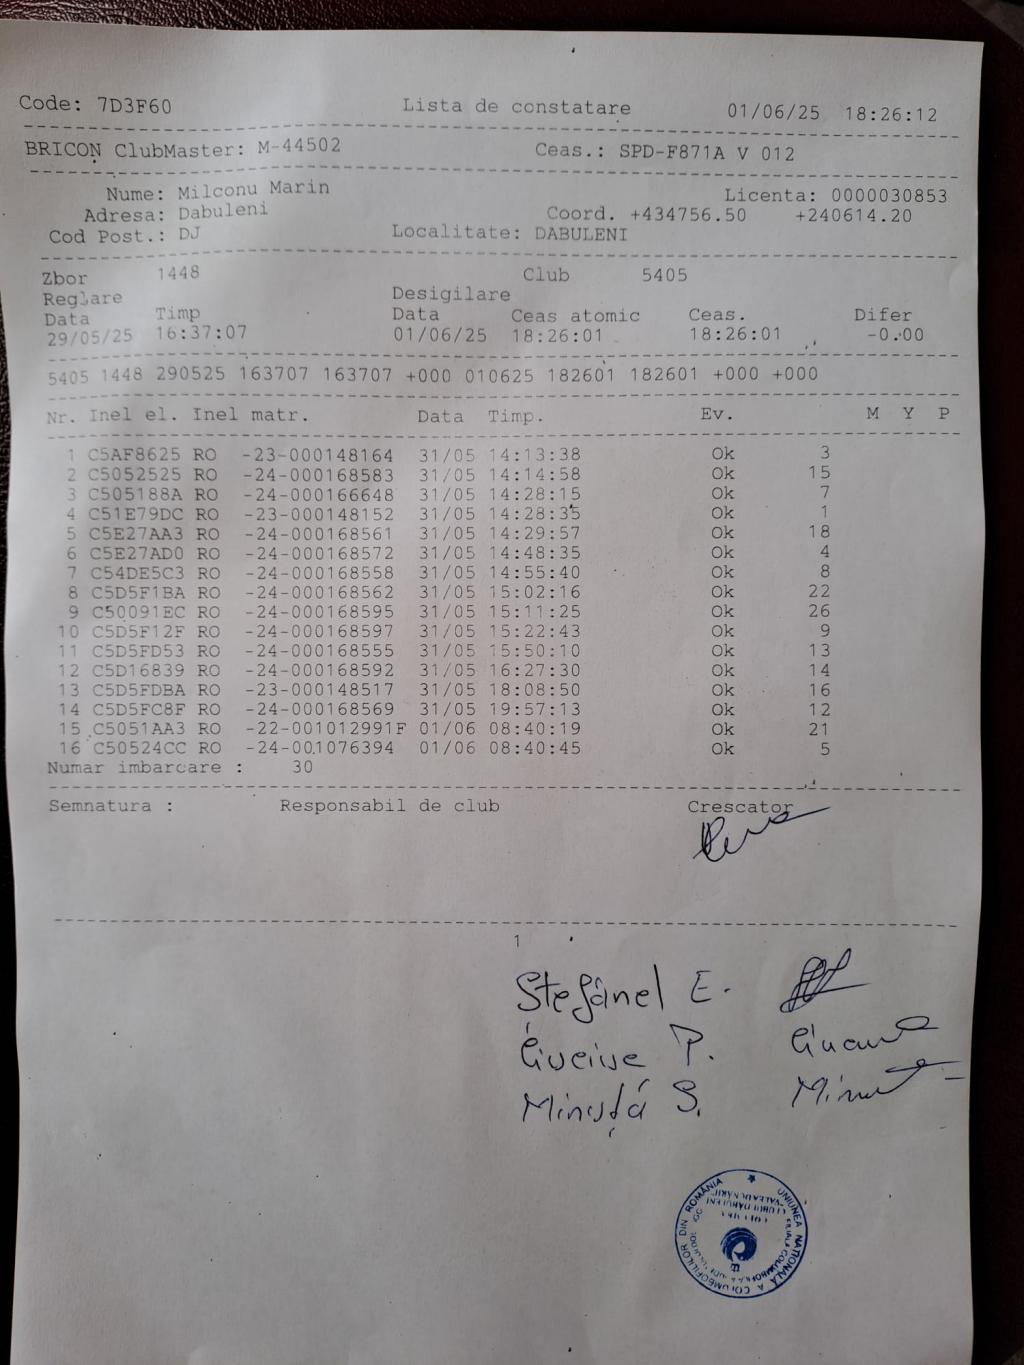 Code: 7D3F60 Lista de constatare 01/06/25 18:26:12
BRICON ClubMaster: M-44502 Ceas.: SPD-F871A V 012
Nume: Milconu Marin Licenta: 0000030853
Adresa: Dabuleni Coord. +434756.50 +240614.20
Cod Post.: DJ Localitate: DABULENI
Zbor 1448 Club 5405
Reglare Desigilare
Data Timp Data Ceas atomic Ceas. Difer
29/05/25 16:37:07 01/06/25 18:26:01 18:26:01 -0.00
5405 1448 290525 163707 163707 +000 010625 182601 182601 +000 +000
Nr. Inel el. Inel matr. Data Timp. Ev. M Y P
1 C5AF8625 RO -23-000148164 31/05 14:13:38 Ok 3
2 C5052525 RO -24-000168583 31/05 14:14:58 Ok 15
3 C505188A RO -24-000166648 31/05 14:28:15 Ok 7
4 C51E79DC RO -23-000148152 31/05 14:28:35 Ok 1
5 C5E27AA3 RO -24-000168561 31/05 14:29:57 Ok 18
6 C5E27AD0 RO -24-000168572 31/05 14:48:35 Ok 4
7 C54DE5C3 RO -24-000168558 31/05 14:55:40 Ok 8
8 C5D5F1BA RO -24-000168562 31/05 15:02:16 Ok 22
9 C50091EC RO -24-000168595 31/05 15:11:25 Ok 26
10 C5D5F12F RO -24-000168597 31/05 15:22:43 Ok 9
11 C5D5FD53 RO -24-000168555 31/05 15:50:10 Ok 13
12 C5D16839 RO -24-000168592 31/05 16:27:30 Ok 14
13 C5D5FDBA RO -23-000148517 31/05 18:08:50 Ok 16
14 C5D5FC8F RO -24-000168569 31/05 19:57:13 Ok 12
15 C5051AA3 RO -22-001012991F 01/06 08:40:19 Ok 21
16 C50524CC RO -24-001076394 01/06 08:40:45 Ok 5
Numar imbarcare : 30
Semnatura : Responsabil de club Crescator
1
Ștefănel E.
P.
Minuță S.
UNIUNEA NAȚIONALĂ A COLUMBOFILILOR DIN ROMÂNIA